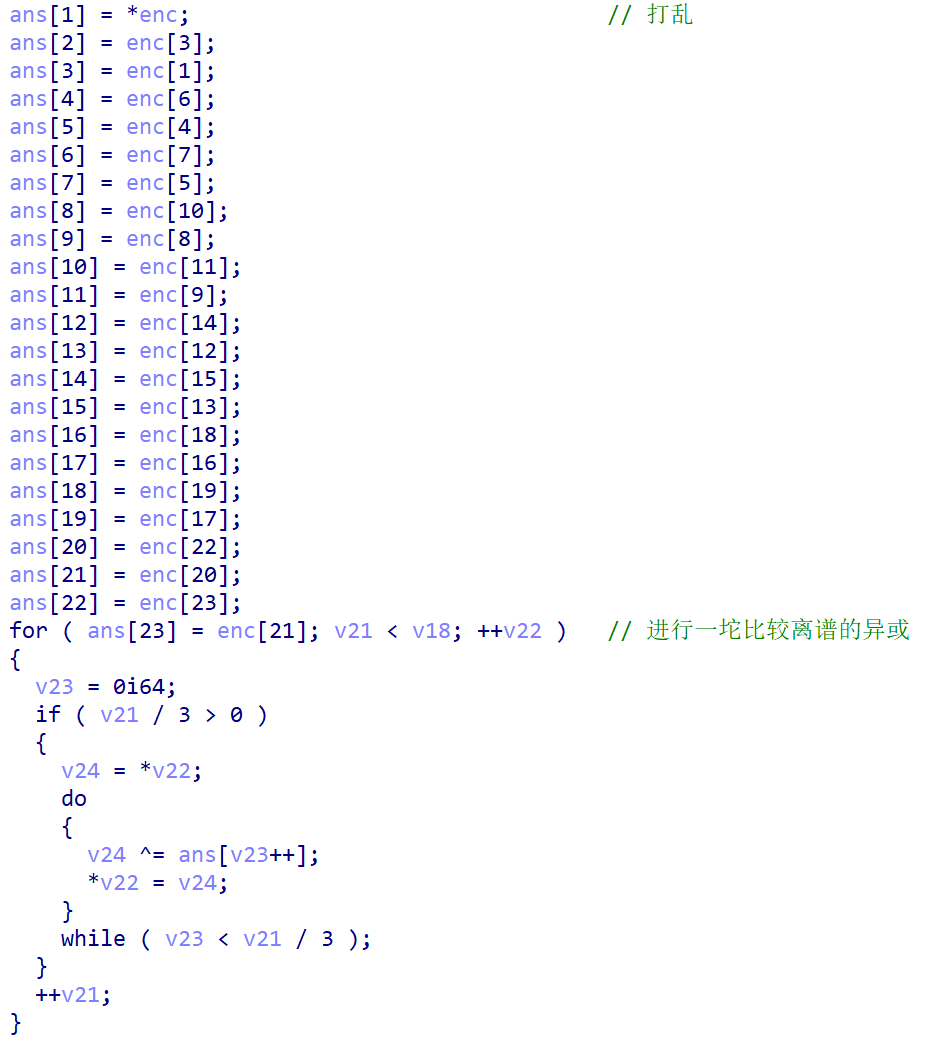 ans[1] = *enc; // 打乱
ans[2] = enc[3];
ans[3] = enc[1];
ans[4] = enc[6];
ans[5] = enc[4];
ans[6] = enc[7];
ans[7] = enc[5];
ans[8] = enc[10];
ans[9] = enc[8];
ans[10] = enc[11];
ans[11] = enc[9];
ans[12] = enc[14];
ans[13] = enc[12];
ans[14] = enc[15];
ans[15] = enc[13];
ans[16] = enc[18];
ans[17] = enc[16];
ans[18] = enc[19];
ans[19] = enc[17];
ans[20] = enc[22];
ans[21] = enc[20];
ans[22] = enc[23];
for ( ans[23] = enc[21]; v21 < v18; ++v22 ) // 进行一坨比较离谱的异或
{
  v23 = 0i64;
  if ( v21 / 3 > 0 )
  {
    v24 = *v22;
    do
    {
      v24 ^= ans[v23++];
      *v22 = v24;
    }
    while ( v23 < v21 / 3 );
  }
  ++v21;
}